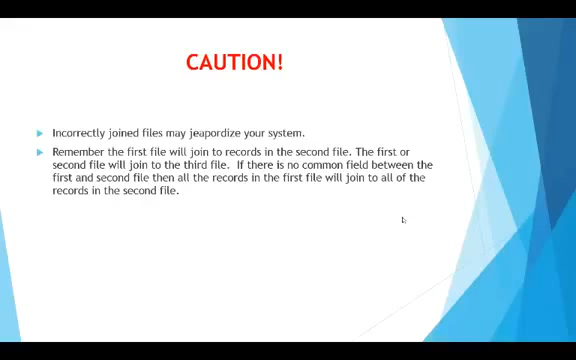 CAUTION!
Incorrectly joined files may jeapordize your system.
Remember the first file will join to records in the second file. The first or
second file will join to the third file. If there is no common field between the
first and second file then all the records in the first file will join to all of the
records in the second file.